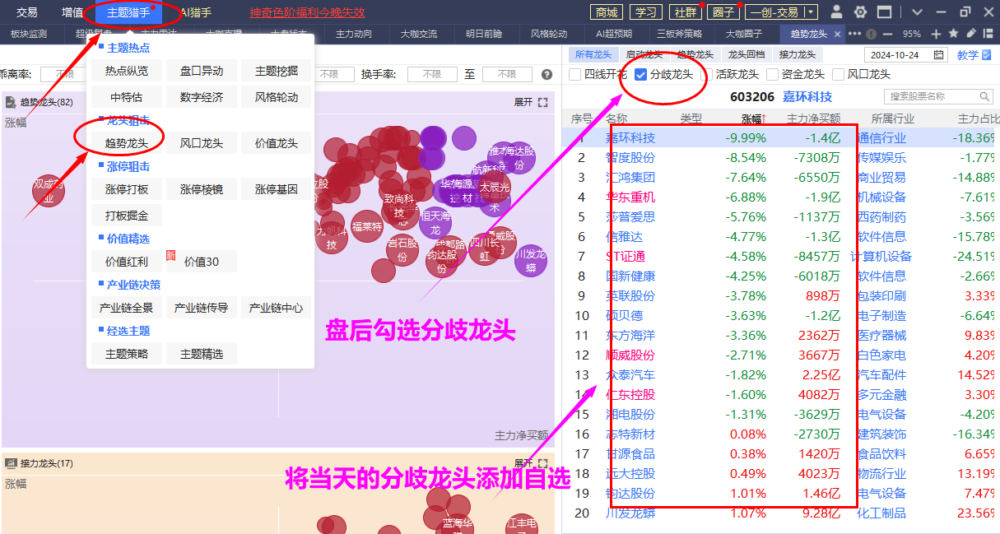 交易 增值 主题猎手 AI猎手 神奇色阶福利今晚失效 商城 学习 社群 圈子 一创-交易
板块监测 主力动向 大咖交流 明日前瞻 风格轮动 AI超预期 三板斧策略 大咖圈子 趋势龙头 95%
主题热点
热点纵览 盘口异动 主题挖掘
中特估 数字经济 风格轮动
龙头狙击
趋势龙头 风口龙头 价值龙头
涨停狙击
涨停打板 涨停棱镜 涨停基因
打板掘金
价值精选
价值红利 新 价值30
产业链决策
产业链全景 产业链传导 产业链中心
经选主题
主题策略 主题精选
不限 不限 换手率: 不限 至 不限
趋势龙头(82) 展开
涨幅
双成药业
致尚科技
福莱特
恒天海龙
岩石股份
钧达股份
四川长虹
川发龙蟒
太辰光
海达股份
主力净买额
盘后勾选分歧龙头
将当天的分歧龙头添加自选
接力龙头(17) 展开
涨幅
蓝海华
江丰电
所有龙头 启动龙头 趋势龙头 龙头回档 接力龙头 2024-10-24 教学
四线开花 分歧龙头 活跃龙头 资金龙头 风口龙头
603206 嘉环科技 搜索股票名称
序号 名称 类型 涨幅↑ 主力净买额 所属行业 主力占比
1 嘉环科技 -9.99% -1.4亿 通信行业 -18.36%
2 智度股份 -8.54% -7308万 传媒娱乐 -1.77%
3 汇鸿集团 -7.64% -6550万 商业贸易 -14.88%
4 华东重机 -6.88% -1.9亿 机械设备 -7.61%
5 莎普爱思 -5.76% -1137万 西药制药 -3.56%
6 信雅达 -4.77% -1.3亿 软件信息 -15.78%
7 ST证通 -4.58% -8457万 计算机设备 -24.51%
8 国新健康 -4.25% -6018万 软件信息 -2.66%
9 英联股份 -3.78% 898万 包装印刷 3.33%
10 硕贝德 -3.63% -1.2亿 电子制造 -6.64%
11 东方海洋 -3.36% 2362万 医疗器械 9.83%
12 顺威股份 -2.71% 3667万 白色家电 4.20%
13 众泰汽车 -1.82% 2.25亿 汽车配件 14.52%
14 仁东控股 -1.60% 4082万 多元金融 3.30%
15 湘电股份 -1.31% -3629万 电气设备 -4.20%
16 志特新材 0.08% -2730万 建筑装饰 -16.34%
17 甘源食品 0.38% 1420万 食品饮料 6.65%
18 远大控股 0.49% 4023万 物流行业 13.19%
19 钧达股份 1.01% 1.46亿 电气设备 7.47%
20 川发龙蟒 1.07% 9.28亿 化工制品 23.56%